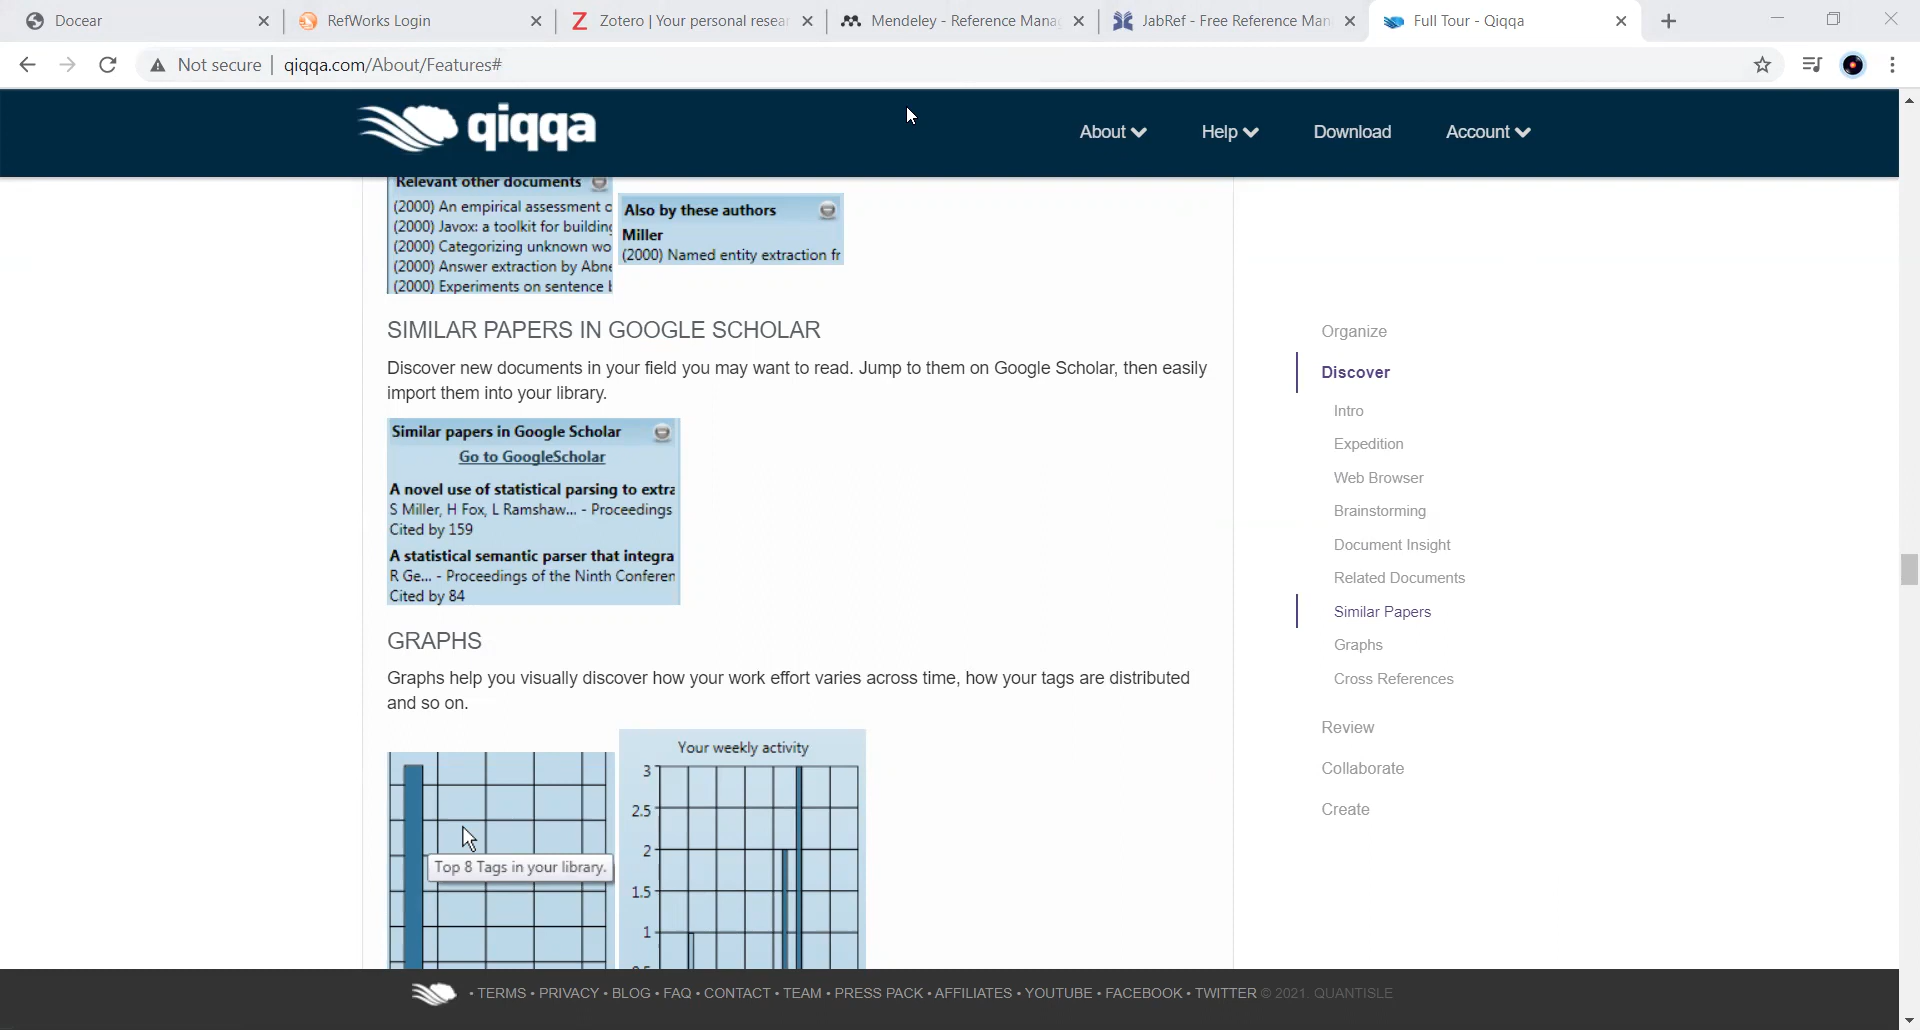 Docear
RefWorks Login
Zotero | Your personal resear
Mendeley - Reference Manag
JabRef - Free Reference Man
Full Tour - Qiqqa
Not secure | qiqqa.com/About/Features#
qiqqa
About
Help
Download
Account
Relevant other documents
(2000) An empirical assessment
(2000) Javox: a toolkit for building
(2000) Categorizing unknown wo
(2000) Answer extraction by Abne
(2000) Experiments on sentence
Also by these authors
Miller
(2000) Named entity extraction fr
SIMILAR PAPERS IN GOOGLE SCHOLAR
Discover new documents in your field you may want to read. Jump to them on Google Scholar, then easily
import them into your library.
Similar papers in Google Scholar
Go to GoogleScholar
A novel use of statistical parsing to extra
S Miller, H Fox, L Ramshaw... - Proceedings
Cited by 159
A statistical semantic parser that integra
R Ge... - Proceedings of the Ninth Conferen
Cited by 84
GRAPHS
Graphs help you visually discover how your work effort varies across time, how your tags are distributed
and so on.
Top 8 Tags in your library.
Your weekly activity
3
2.5
2
1.5
1
Organize
Discover
Intro
Expedition
Web Browser
Brainstorming
Document Insight
Related Documents
Similar Papers
Graphs
Cross References
Review
Collaborate
Create
• TERMS • PRIVACY • BLOG • FAQ • CONTACT • TEAM • PRESS PACK • AFFILIATES • YOUTUBE • FACEBOOK • TWITTER © 2021. QUANTISLE